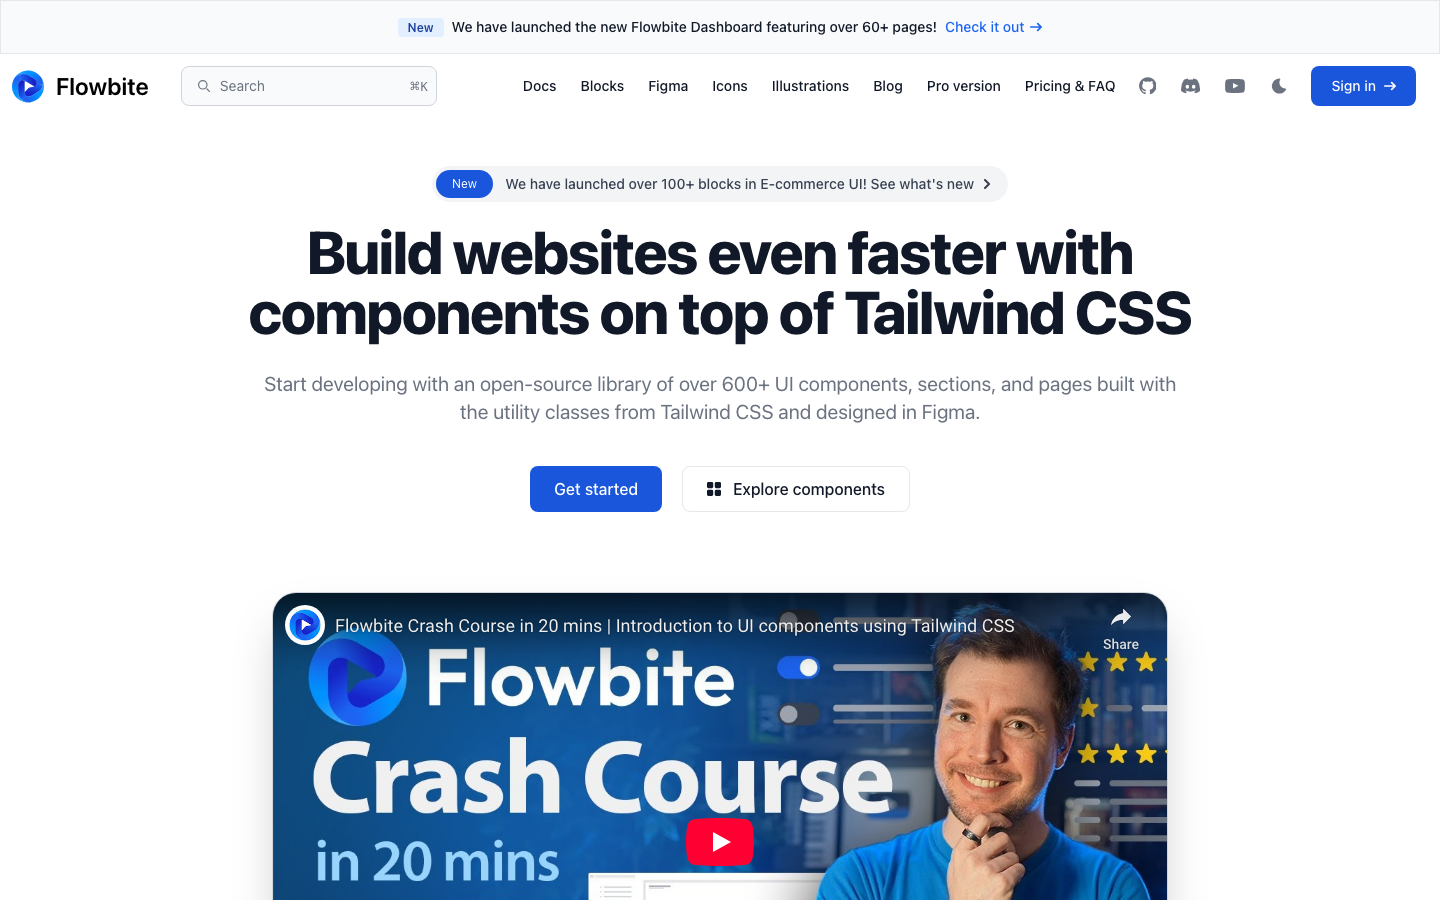 New We have launched the new Flowbite Dashboard featuring over 60+ pages! Check it out
Flowbite Search ⌘K Docs Blocks Figma Icons Illustrations Blog Pro version Pricing & FAQ Sign in
New We have launched over 100+ blocks in E-commerce UI! See what's new
Build websites even faster with
components on top of Tailwind CSS
Start developing with an open-source library of over 600+ UI components, sections, and pages built with
the utility classes from Tailwind CSS and designed in Figma.
Get started Explore components
Flowbite Crash Course in 20 mins | Introduction to UI components using Tailwind CSS
Share
Flowbite
Crash Course
in 20 mins